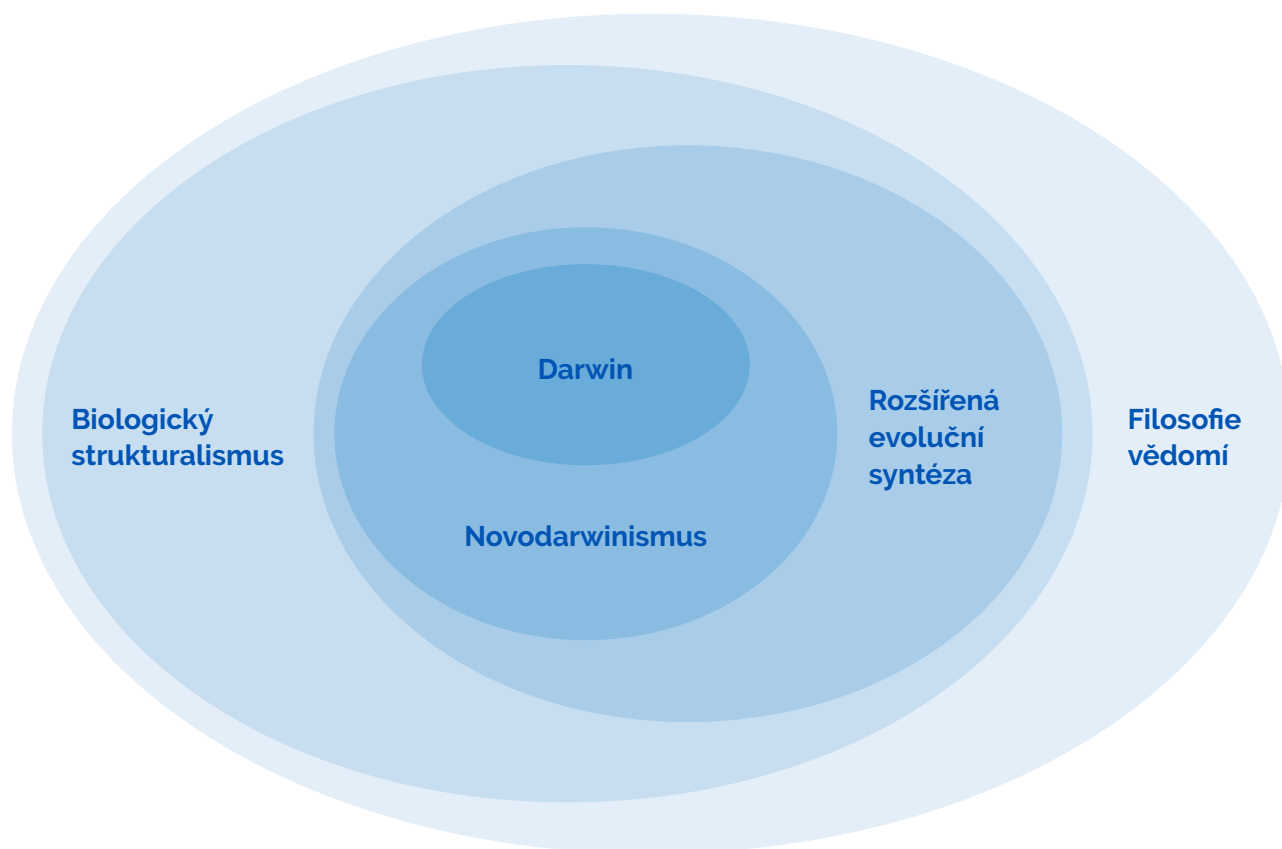 Darwin
Biologický
strukturalismus
Rozšířená
evoluční
syntéza
Filosofie
vědomí
Novodarwinismus